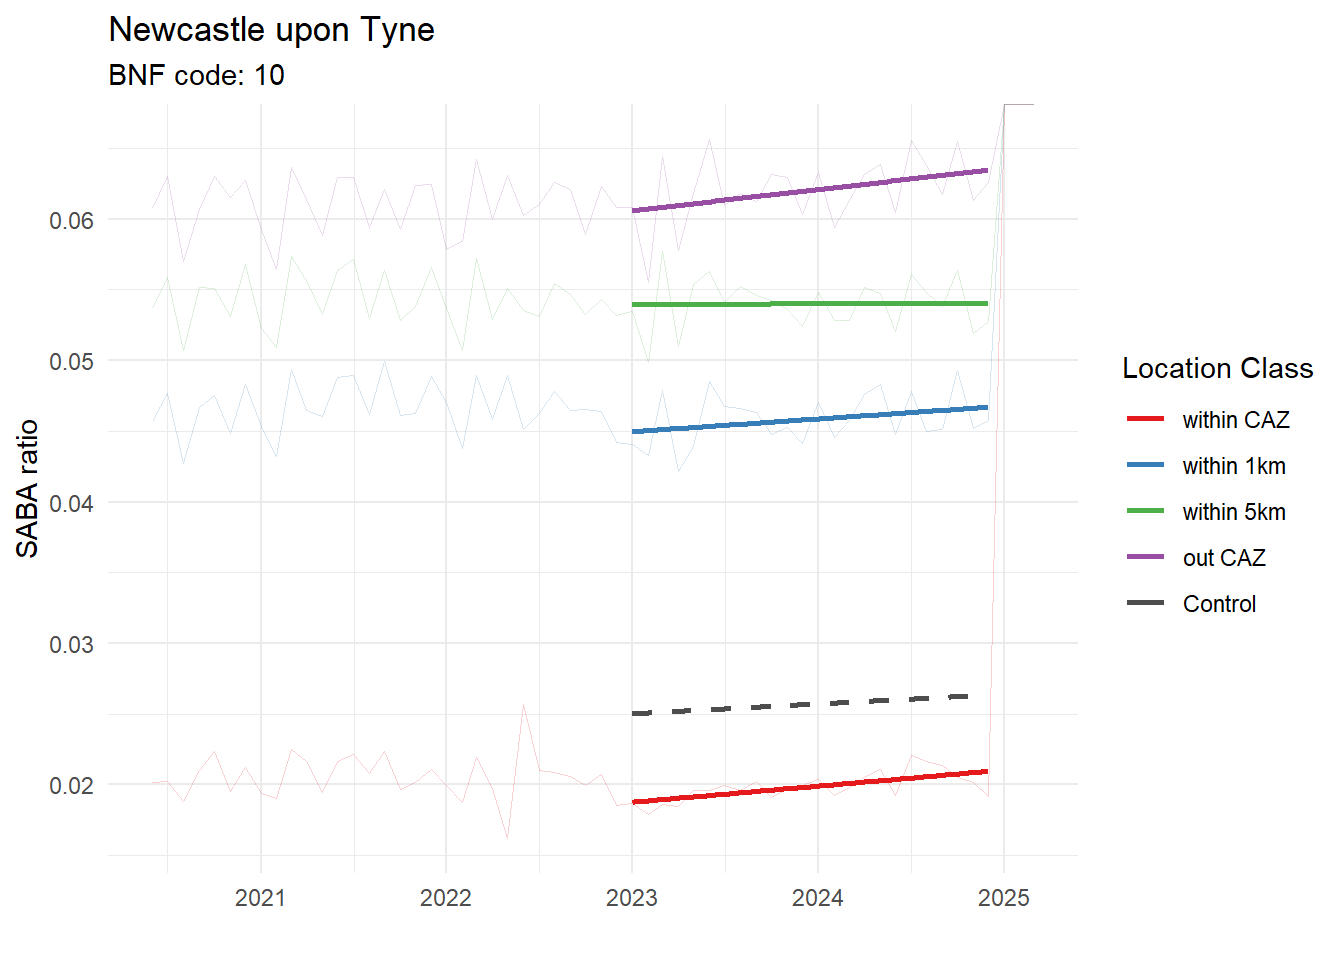 Newcastle upon Tyne
BNF code: 10
SABA ratio
0.06
0.05
0.04
0.03
0.02
2021
2022
2023
2024
2025
Location Class
within CAZ
within 1km
within 5km
out CAZ
Control